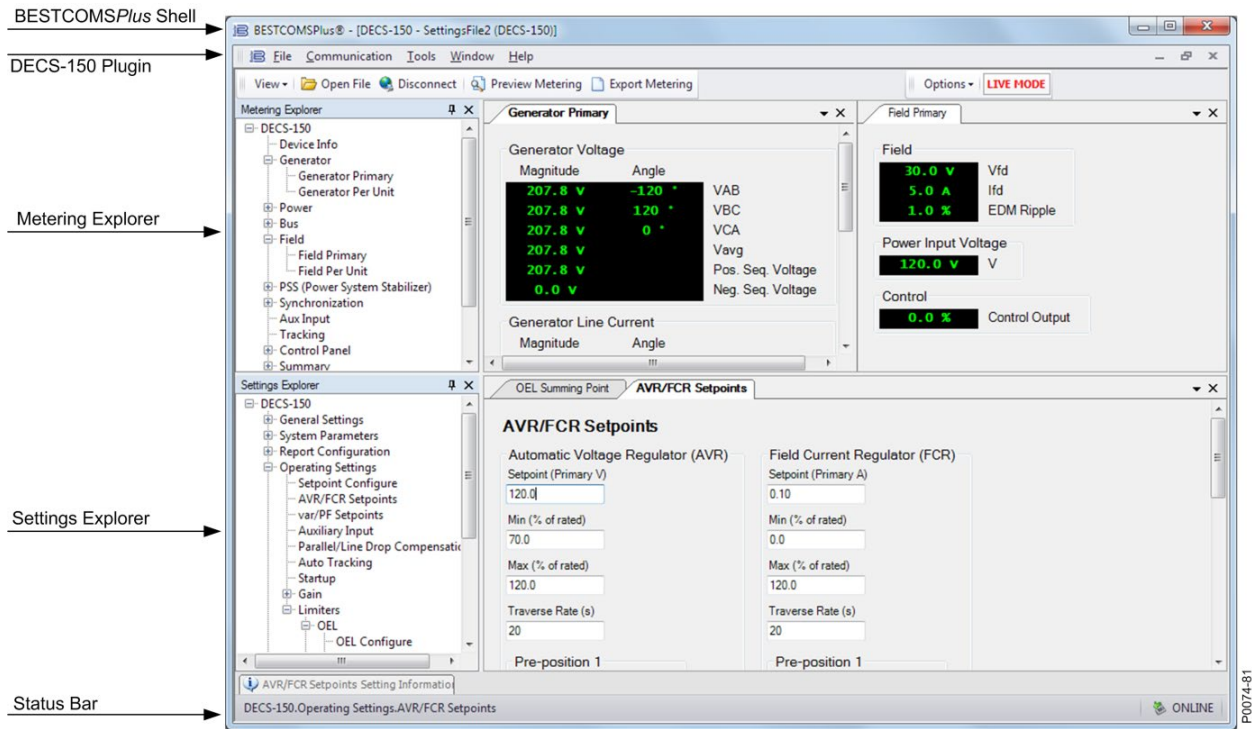 BESTCOMSPlus Shell
DECS-150 Plugin
Metering Explorer
Settings Explorer
Status Bar
BESTCOMSPlus® - [DECS-150 - SettingsFile2 (DECS-150)]
File Communication Tools Window Help
View Open File Disconnect Preview Metering Export Metering Options LIVE MODE
Metering Explorer
DECS-150
Device Info
Generator
Generator Primary
Generator Per Unit
Power
Bus
Field
Field Primary
Field Per Unit
PSS (Power System Stabilizer)
Synchronization
Aux Input
Tracking
Control Panel
Summary
Generator Primary
Generator Voltage
Magnitude Angle
207.8 V -120 ° VAB
207.8 V 120 ° VBC
207.8 V 0 ° VCA
207.8 V Vavg
207.8 V Pos. Seq. Voltage
0.0 V Neg. Seq. Voltage
Generator Line Current
Magnitude Angle
Field Primary
Field
30.0 V Vfd
5.0 A Ifd
1.0 % EDM Ripple
Power Input Voltage
120.0 V V
Control
0.0 % Control Output
Settings Explorer
DECS-150
General Settings
System Parameters
Report Configuration
Operating Settings
Setpoint Configure
AVR/FCR Setpoints
var/PF Setpoints
Auxiliary Input
Parallel/Line Drop Compensatio
Auto Tracking
Startup
Gain
Limiters
OEL
OEL Configure
OEL Summing Point AVR/FCR Setpoints
AVR/FCR Setpoints
Automatic Voltage Regulator (AVR)
Setpoint (Primary V)
120.0
Min (% of rated)
70.0
Max (% of rated)
120.0
Traverse Rate (s)
20
Pre-position 1
Field Current Regulator (FCR)
Setpoint (Primary A)
0.10
Min (% of rated)
0.0
Max (% of rated)
120.0
Traverse Rate (s)
20
Pre-position 1
AVR/FCR Setpoints Setting Information
DECS-150.Operating Settings.AVR/FCR Setpoints ONLINE
P0074-81